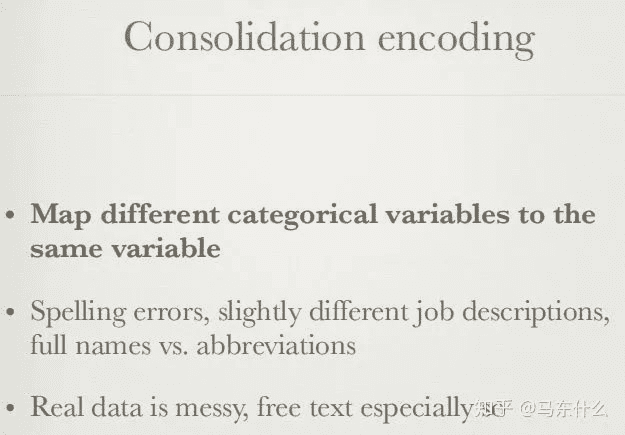 Consolidation encoding
• Map different categorical variables to the
same variable
• Spelling errors, slightly different job descriptions,
full names vs. abbreviations
• Real data is messy, free text especially so
知乎 @马东什么